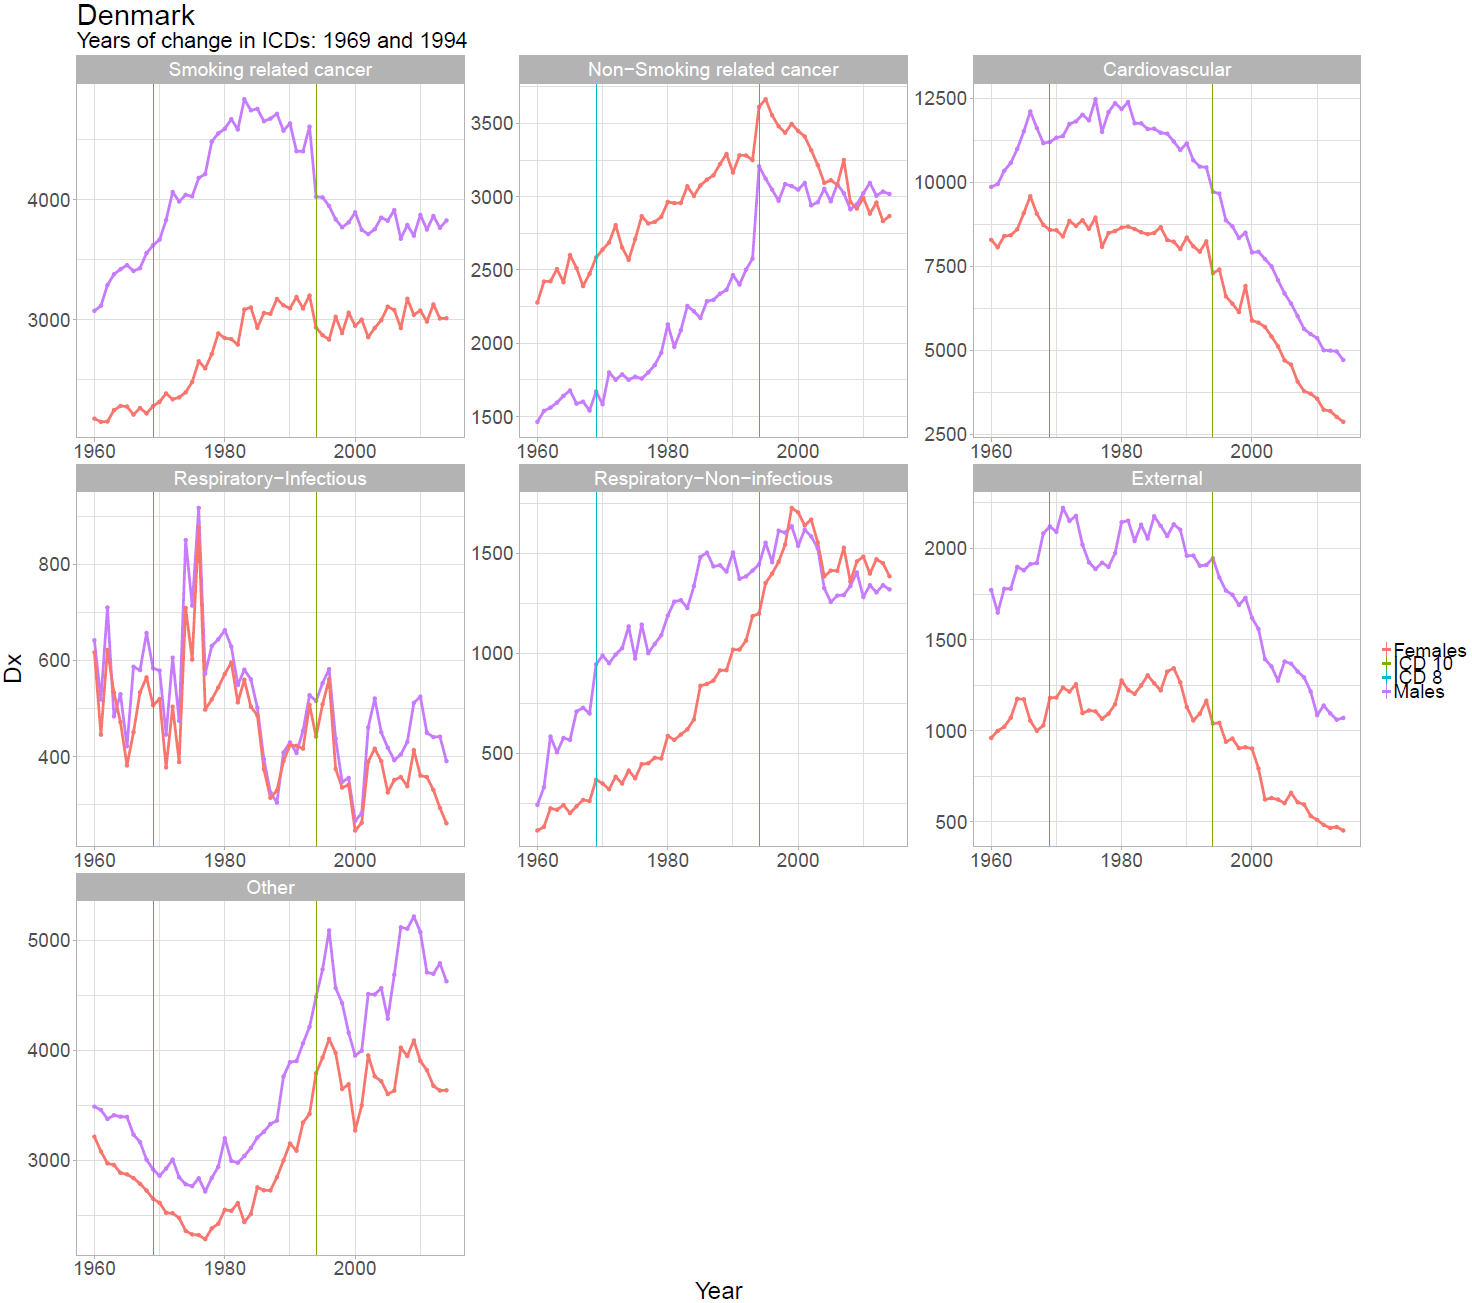 Denmark
Years of change in ICDs: 1969 and 1994
Smoking related cancer
4000
3000
1960 1980 2000
Non−Smoking related cancer
3500
3000
2500
2000
1500
1960 1980 2000
Cardiovascular
12500
10000
7500
5000
2500
1960 1980 2000
Respiratory−Infectious
800
600
400
1960 1980 2000
Respiratory−Non−infectious
1500
1000
500
1960 1980 2000
External
2000
1500
1000
500
1960 1980 2000
Other
5000
4000
3000
1960 1980 2000
Dx
Year
Females
ICD 10
ICD 8
Males